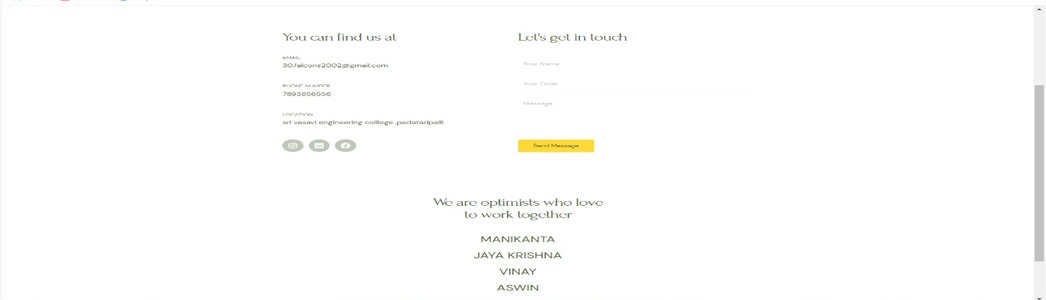 You can find us at
EMAIL
30.falcons2002@gmail.com
PHONE NUMBER
7893656556
LOCATION
sri vasavi engineering college ,pedatadpalli
Let's get in touch
Your Name
Your Email
Message
Send Message
We are optimists who love
to work together
MANIKANTA
JAYA KRISHNA
VINAY
ASWIN